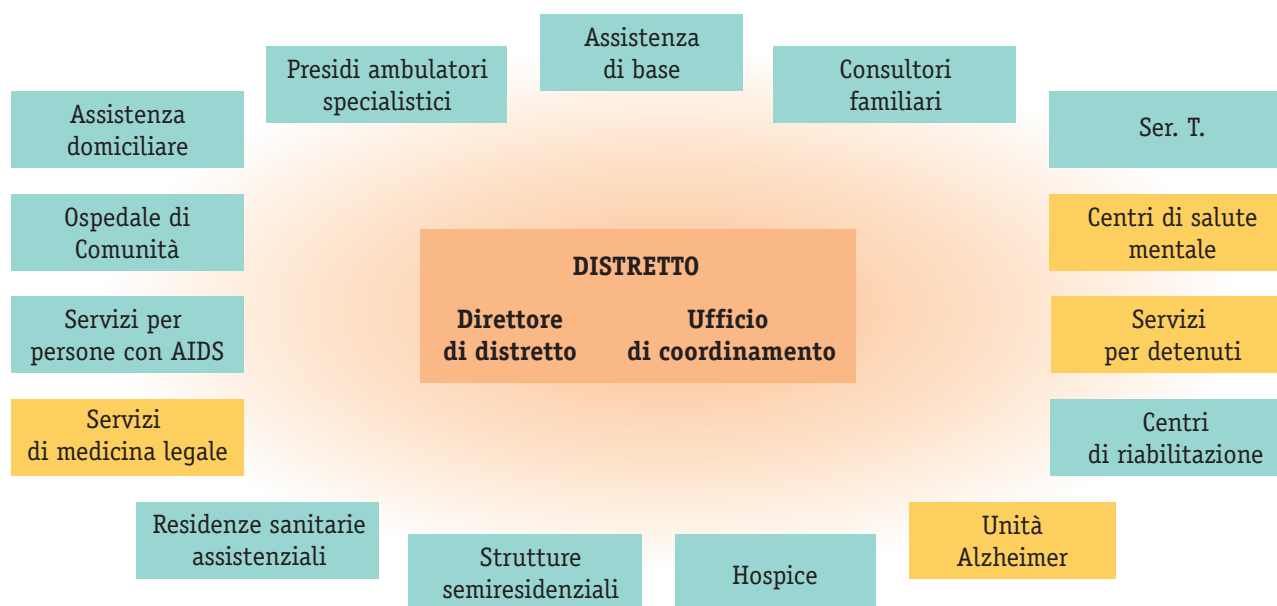 Assistenza
di base
Presidi ambulatori
specialistici
Consultori
familiari
Assistenza
domiciliare
Ser. T.
Ospedale di
Comunità
Centri di salute
mentale
DISTRETTO
Direttore
di distretto
Ufficio
di coordinamento
Servizi per
persone con AIDS
Servizi
per detenuti
Servizi
di medicina legale
Centri
di riabilitazione
Residenze sanitarie
assistenziali
Strutture
semiresidenziali
Hospice
Unità
Alzheimer